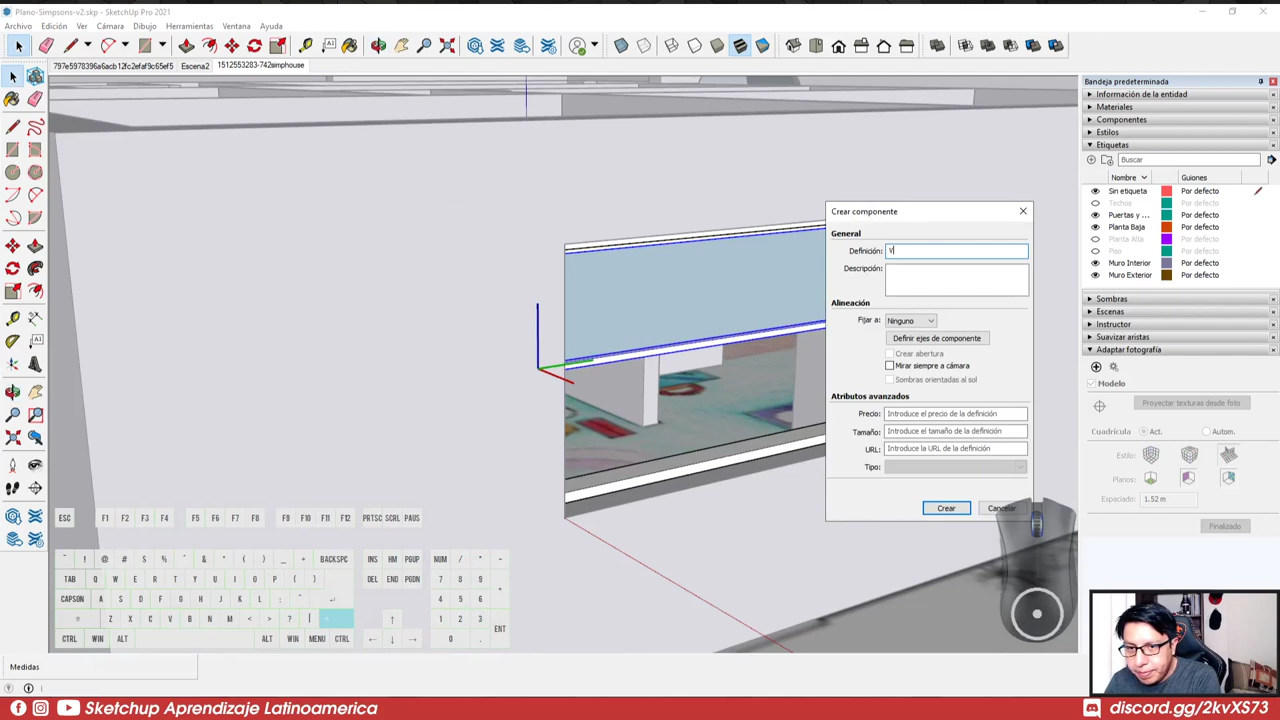 Plano-Simpsons-v2.skp - SketchUp Pro 2021
Archivo Edición Ver Cámara Dibujo Herramientas Ventana Ayuda
797e5978396a6acb12fc2efaf9c65ef5 Escena2 1512553283-742simphouse
Bandeja predeterminada
Información de la entidad
Materiales
Componentes
Estilos
Etiquetas
Buscar
Nombre Guiones
Sin etiqueta Por defecto
Techos Por defecto
Puertas y ... Por defecto
Planta Baja Por defecto
Planta Alta Por defecto
Piso Por defecto
Muro Interior Por defecto
Muro Exterior Por defecto
Sombras
Escenas
Instructor
Suavizar aristas
Adaptar fotografía
Modelo
Proyectar texturas desde foto
Cuadrícula Act. Autom.
Estilo:
Planos:
Espaciado: 1.52 m
Finalizado
Crear componente
General
Definición: V
Descripción:
Alineación
Fijar a: Ninguno
Definir ejes de componente
Crear abertura
Mirar siempre a cámara
Sombras orientadas al sol
Atributos avanzados
Precio: Introduce el precio de la definición
Tamaño: Introduce el tamaño de la definición
URL: Introduce la URL de la definición
Tipo:
Crear Cancelar
ESC F1 F2 F3 F4 F5 F6 F7 F8 F9 F10 F11 F12 PRTSC SCRL PAUS
~ ! @ # $ % ^ & * ( ) _ + BACKSPC INS HM PGUP NUM / * -
TAB Q W E R T Y U I O P { } DEL END PGDN 7 8 9 +
CAPSON A S D F G H J K L : " ↵ 4 5 6
⇧ Z X C V B N M < > ? | ↑ 1 2 3 ENT
CTRL WIN ALT ALT WIN MENU CTRL ← ↓ → 0 .
Medidas
Sketchup Aprendizaje Latinoamerica
discord.gg/2kvXS73